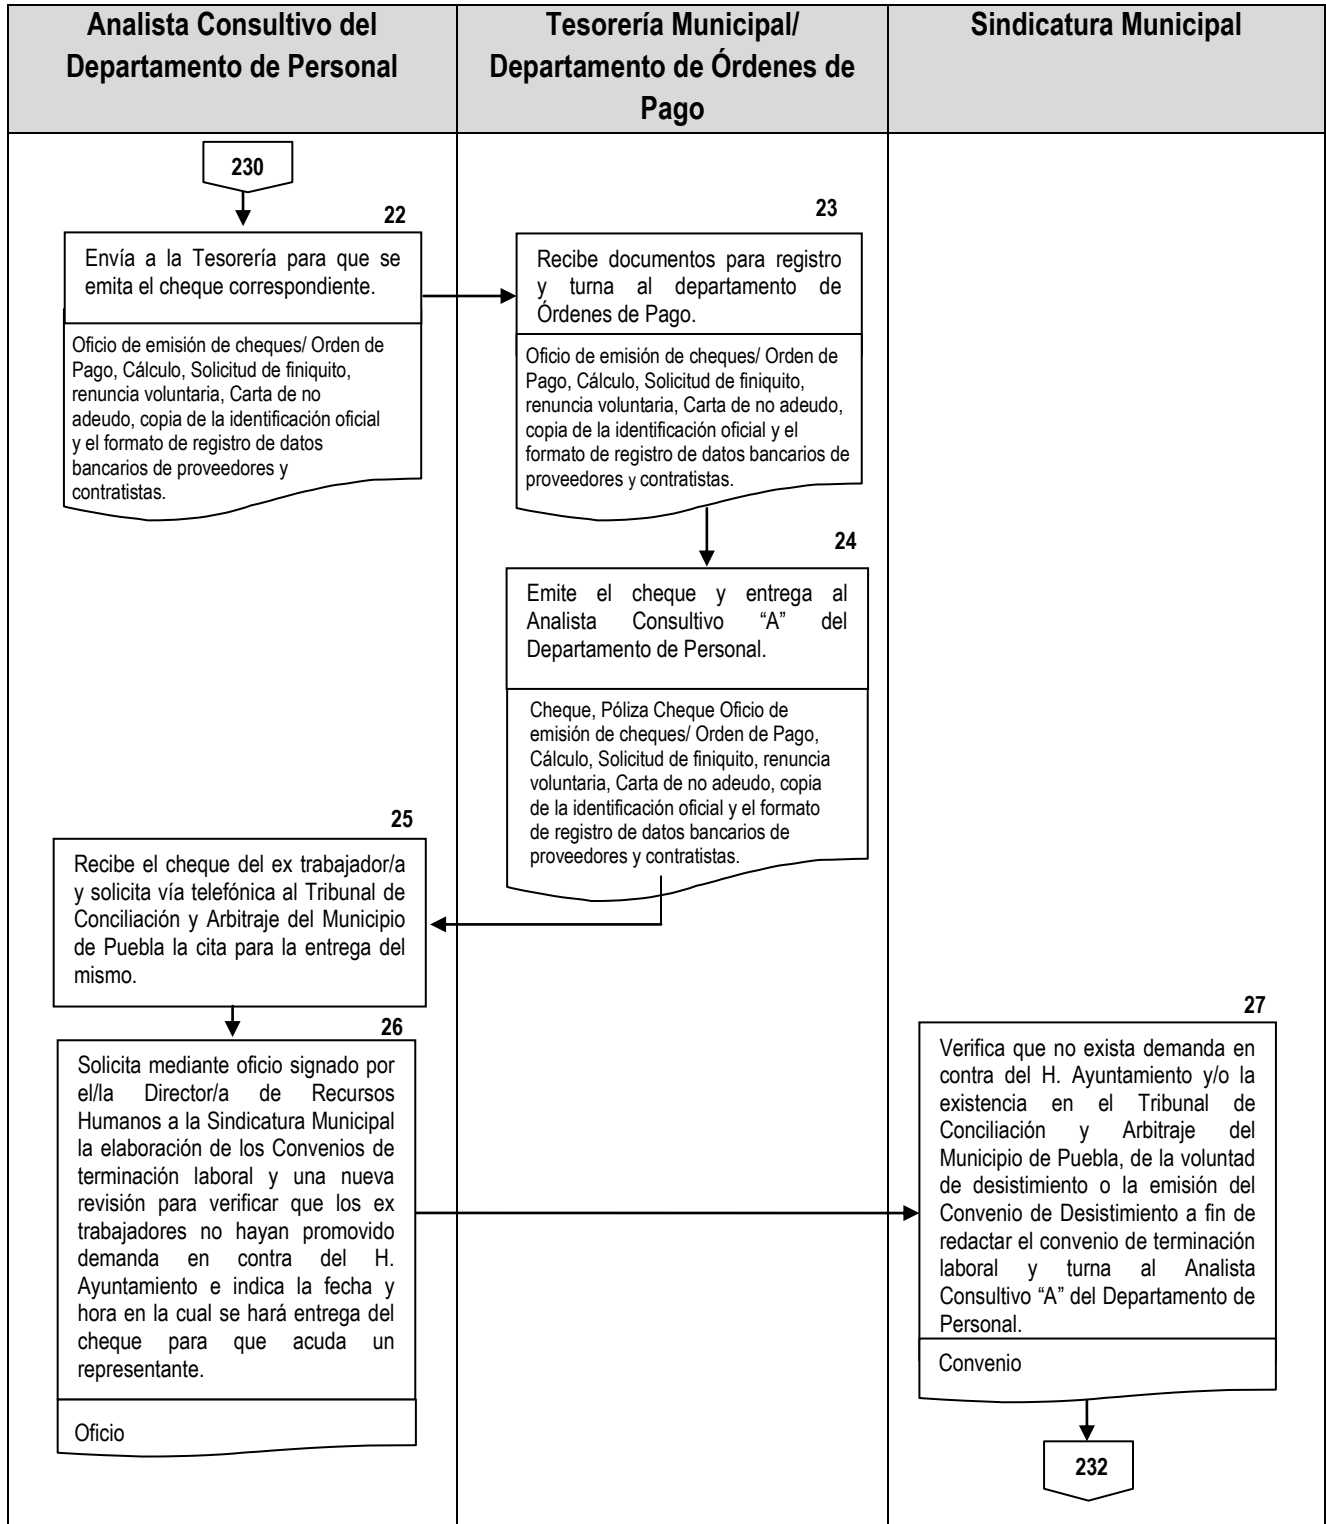 Analista Consultivo del
Departamento de Personal
Tesorería Municipal/
Departamento de Órdenes de
Pago
Sindicatura Municipal
230
22
Envía a la Tesorería para que se
emita el cheque correspondiente.
Oficio de emisión de cheques/ Orden de
Pago, Cálculo, Solicitud de finiquito,
renuncia voluntaria, Carta de no
adeudo, copia de la identificación oficial
y el formato de registro de datos
bancarios de proveedores y
contratistas.
23
Recibe documentos para registro
y turna al departamento de
Órdenes de Pago.
Oficio de emisión de cheques/ Orden de
Pago, Cálculo, Solicitud de finiquito,
renuncia voluntaria, Carta de no adeudo,
copia de la identificación oficial y el
formato de registro de datos bancarios de
proveedores y contratistas.
24
Emite el cheque y entrega al
Analista Consultivo “A” del
Departamento de Personal.
Cheque, Póliza Cheque Oficio de
emisión de cheques/ Orden de Pago,
Cálculo, Solicitud de finiquito, renuncia
voluntaria, Carta de no adeudo, copia
de la identificación oficial y el formato
de registro de datos bancarios de
proveedores y contratistas.
25
Recibe el cheque del ex trabajador/a
y solicita vía telefónica al Tribunal de
Conciliación y Arbitraje del Municipio
de Puebla la cita para la entrega del
mismo.
26
Solicita mediante oficio signado por
el/la Director/a de Recursos
Humanos a la Sindicatura Municipal
la elaboración de los Convenios de
terminación laboral y una nueva
revisión para verificar que los ex
trabajadores no hayan promovido
demanda en contra del H.
Ayuntamiento e indica la fecha y
hora en la cual se hará entrega del
cheque para que acuda un
representante.
Oficio
27
Verifica que no exista demanda en
contra del H. Ayuntamiento y/o la
existencia en el Tribunal de
Conciliación y Arbitraje del
Municipio de Puebla, de la voluntad
de desistimiento o la emisión del
Convenio de Desistimiento a fin de
redactar el convenio de terminación
laboral y turna al Analista
Consultivo “A” del Departamento de
Personal.
Convenio
232